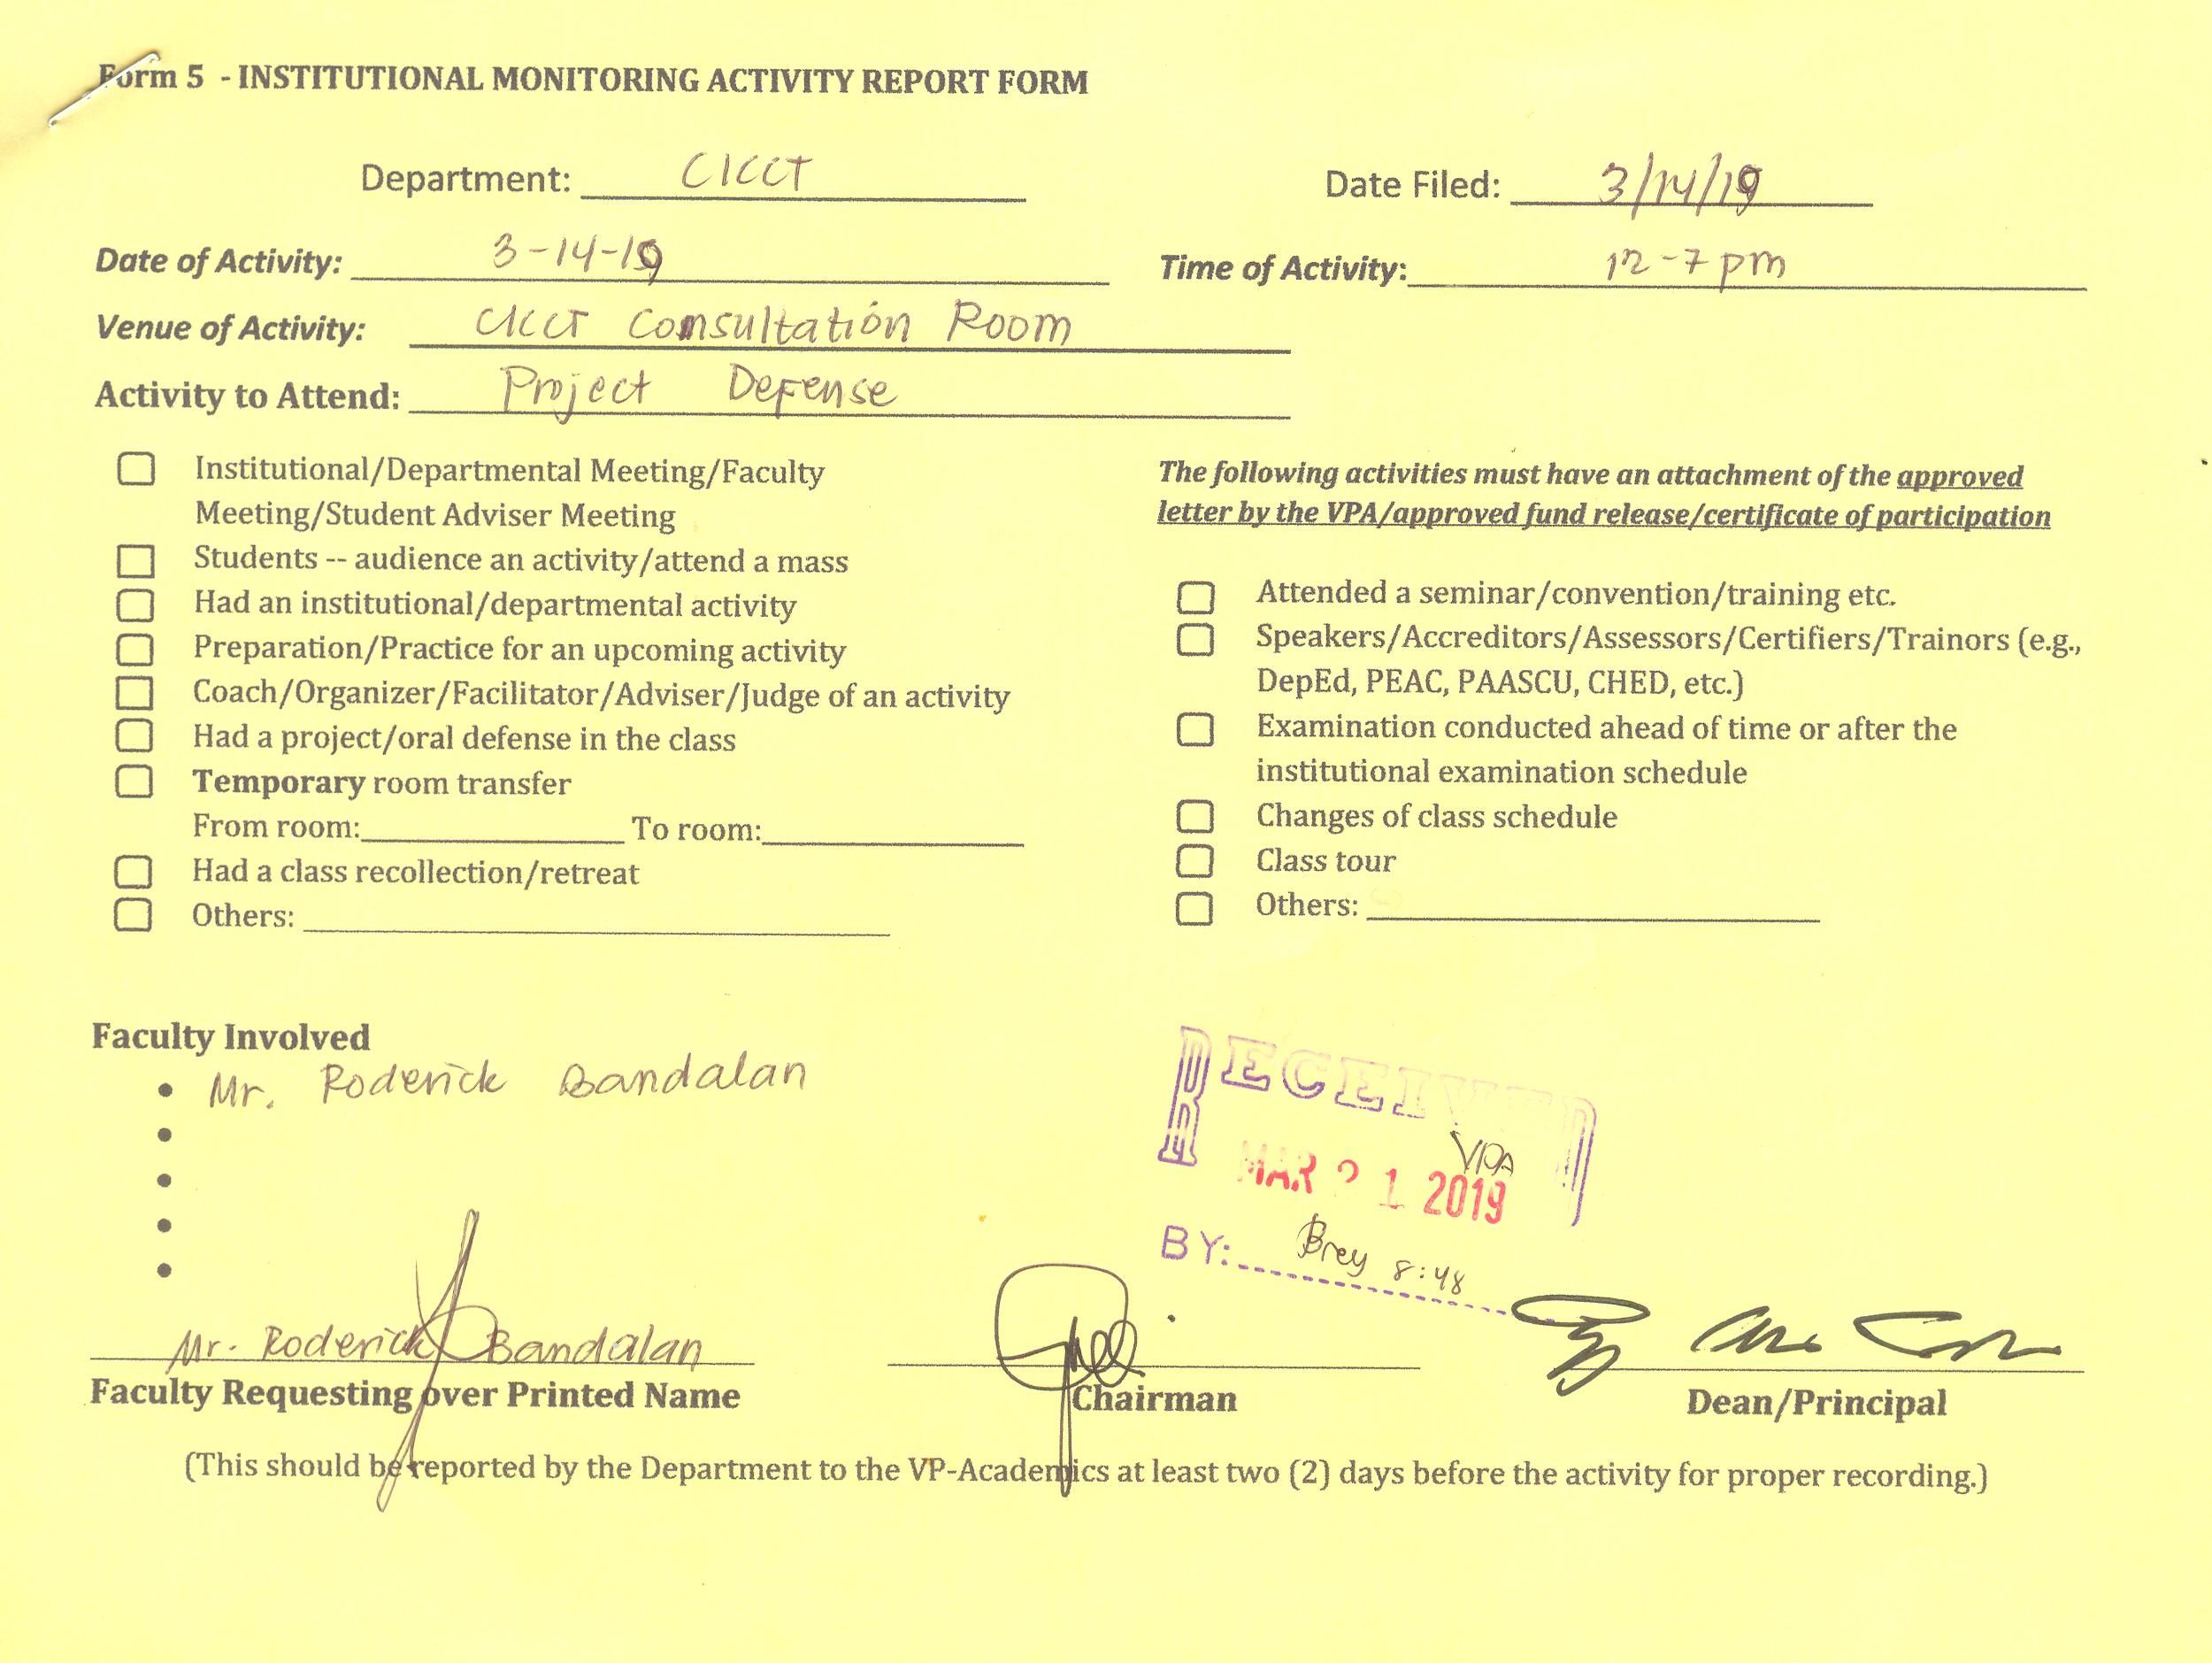 Form 5 - INSTITUTIONAL MONITORING ACTIVITY REPORT FORM
Department: CICCT
Date Filed: 3/14/19
Date of Activity: 3-14-19
Time of Activity: 12-7 pm
Venue of Activity: CICCT Consultation Room
Activity to Attend: Project Defense
Institutional/Departmental Meeting/Faculty
Meeting/Student Adviser Meeting
Students -- audience an activity/attend a mass
Had an institutional/departmental activity
Preparation/Practice for an upcoming activity
Coach/Organizer/Facilitator/Adviser/Judge of an activity
Had a project/oral defense in the class
Temporary room transfer
From room: To room:
Had a class recollection/retreat
Others:
The following activities must have an attachment of the approved
letter by the VPA/approved fund release/certificate of participation
Attended a seminar/convention/training etc.
Speakers/Accreditors/Assessors/Certifiers/Trainors (e.g.,
DepEd, PEAC, PAASCU, CHED, etc.)
Examination conducted ahead of time or after the
institutional examination schedule
Changes of class schedule
Class tour
Others:
Faculty Involved
• Mr. Roderick Bandalan
•
•
•
•
RECEIVED
VPA
MAR 21 2019
BY: Brey 8:48
Mr. Roderick Bandalan
Faculty Requesting over Printed Name
Chairman
Dean/Principal
(This should be reported by the Department to the VP-Academics at least two (2) days before the activity for proper recording.)